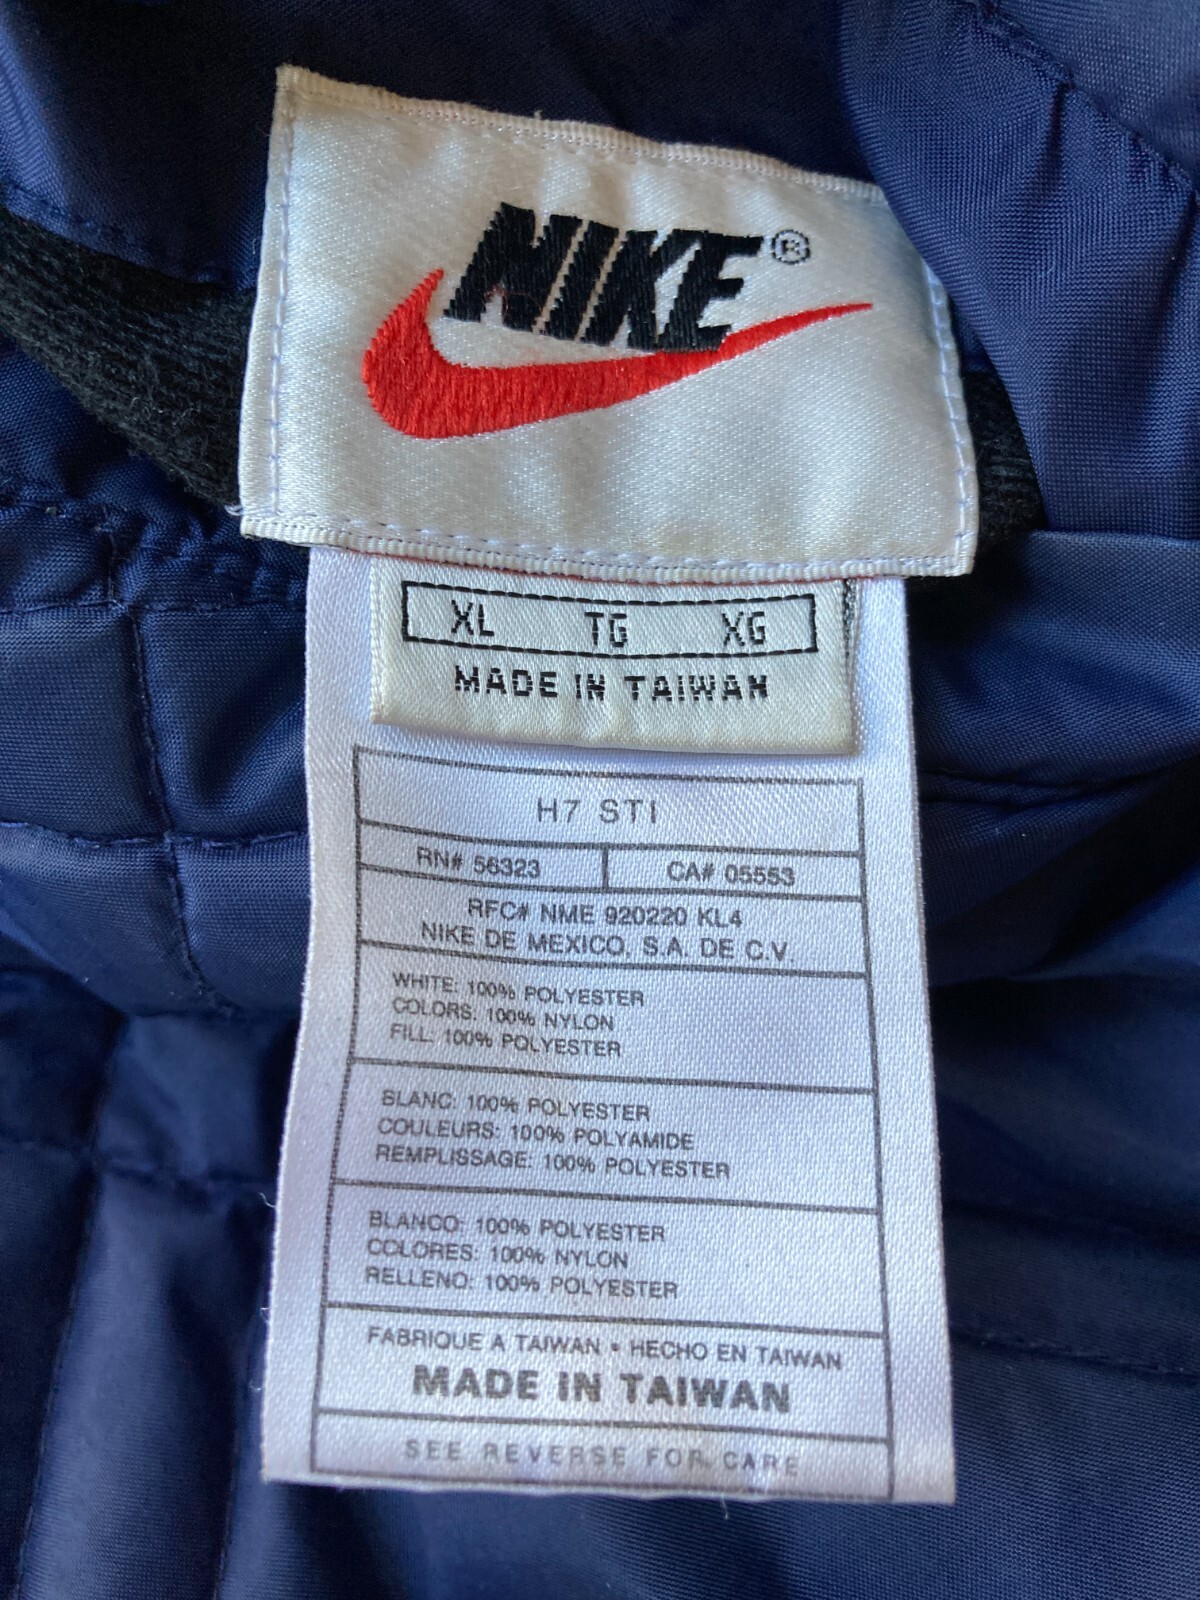 NIKE®
XL TG XG
MADE IN TAIWAN
H7 STI
RN# 56323 CA# 05553
RFC# NME 920220 KL4
NIKE DE MEXICO, S.A. DE C.V.
WHITE: 100% POLYESTER
COLORS: 100% NYLON
FILL: 100% POLYESTER
BLANC: 100% POLYESTER
COULEURS: 100% POLYAMIDE
REMPLISSAGE: 100% POLYESTER
BLANCO: 100% POLYESTER
COLORES: 100% NYLON
RELLENO: 100% POLYESTER
FABRIQUE A TAIWAN • HECHO EN TAIWAN
MADE IN TAIWAN
SEE REVERSE FOR CARE